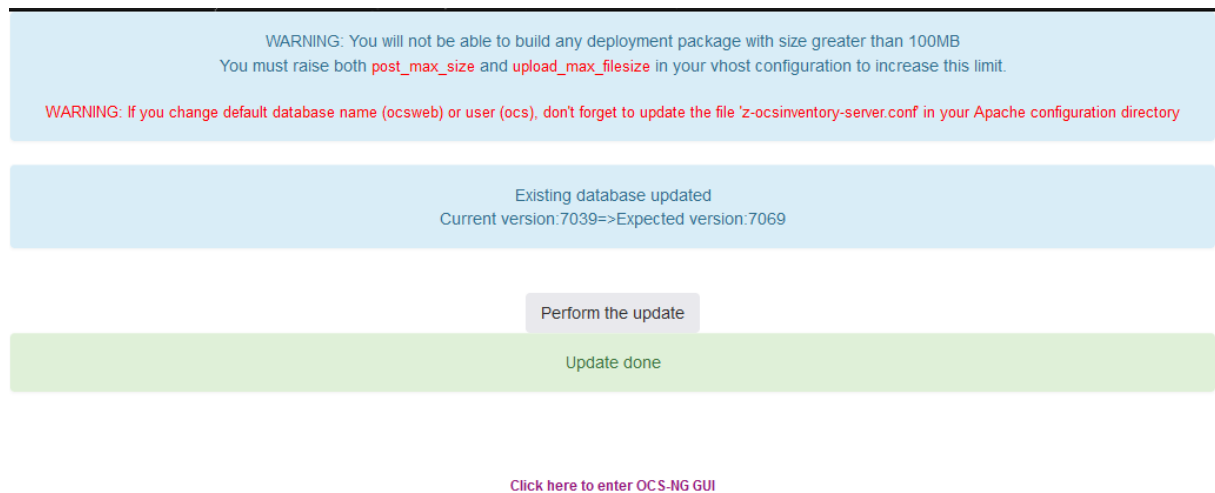 WARNING: You will not be able to build any deployment package with size greater than 100MB
You must raise both post_max_size and upload_max_filesize in your vhost configuration to increase this limit.
WARNING: If you change default database name (ocsweb) or user (ocs), don't forget to update the file 'z-ocsinventory-server.conf' in your Apache configuration directory
Existing database updated
Current version:7039=>Expected version:7069
Perform the update
Update done
Click here to enter OCS-NG GUI